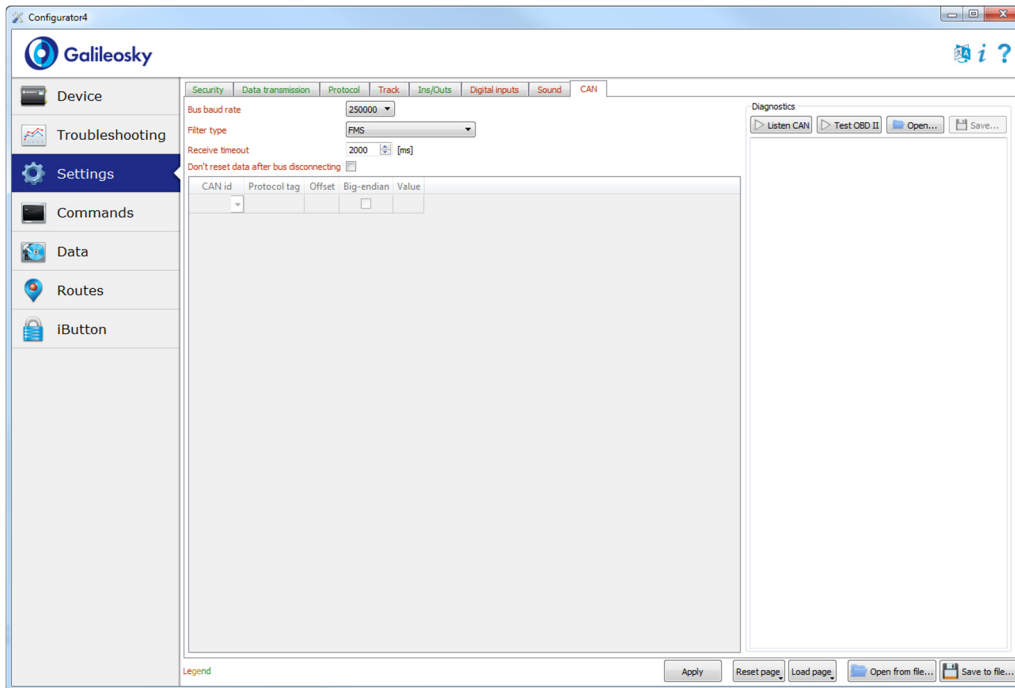 Configurator4
Galileosky
i ?
Device
Troubleshooting
Settings
Commands
Data
Routes
iButton
Security Data transmission Protocol Track Ins/Outs Digital inputs Sound CAN
Bus baud rate 250000
Filter type FMS
Receive timeout 2000 [ms]
Don't reset data after bus disconnecting
CAN id Protocol tag Offset Big-endian Value
Diagnostics
Listen CAN Test OBD II Open... Save...
Legend
Apply Reset page Load page Open from file... Save to file...